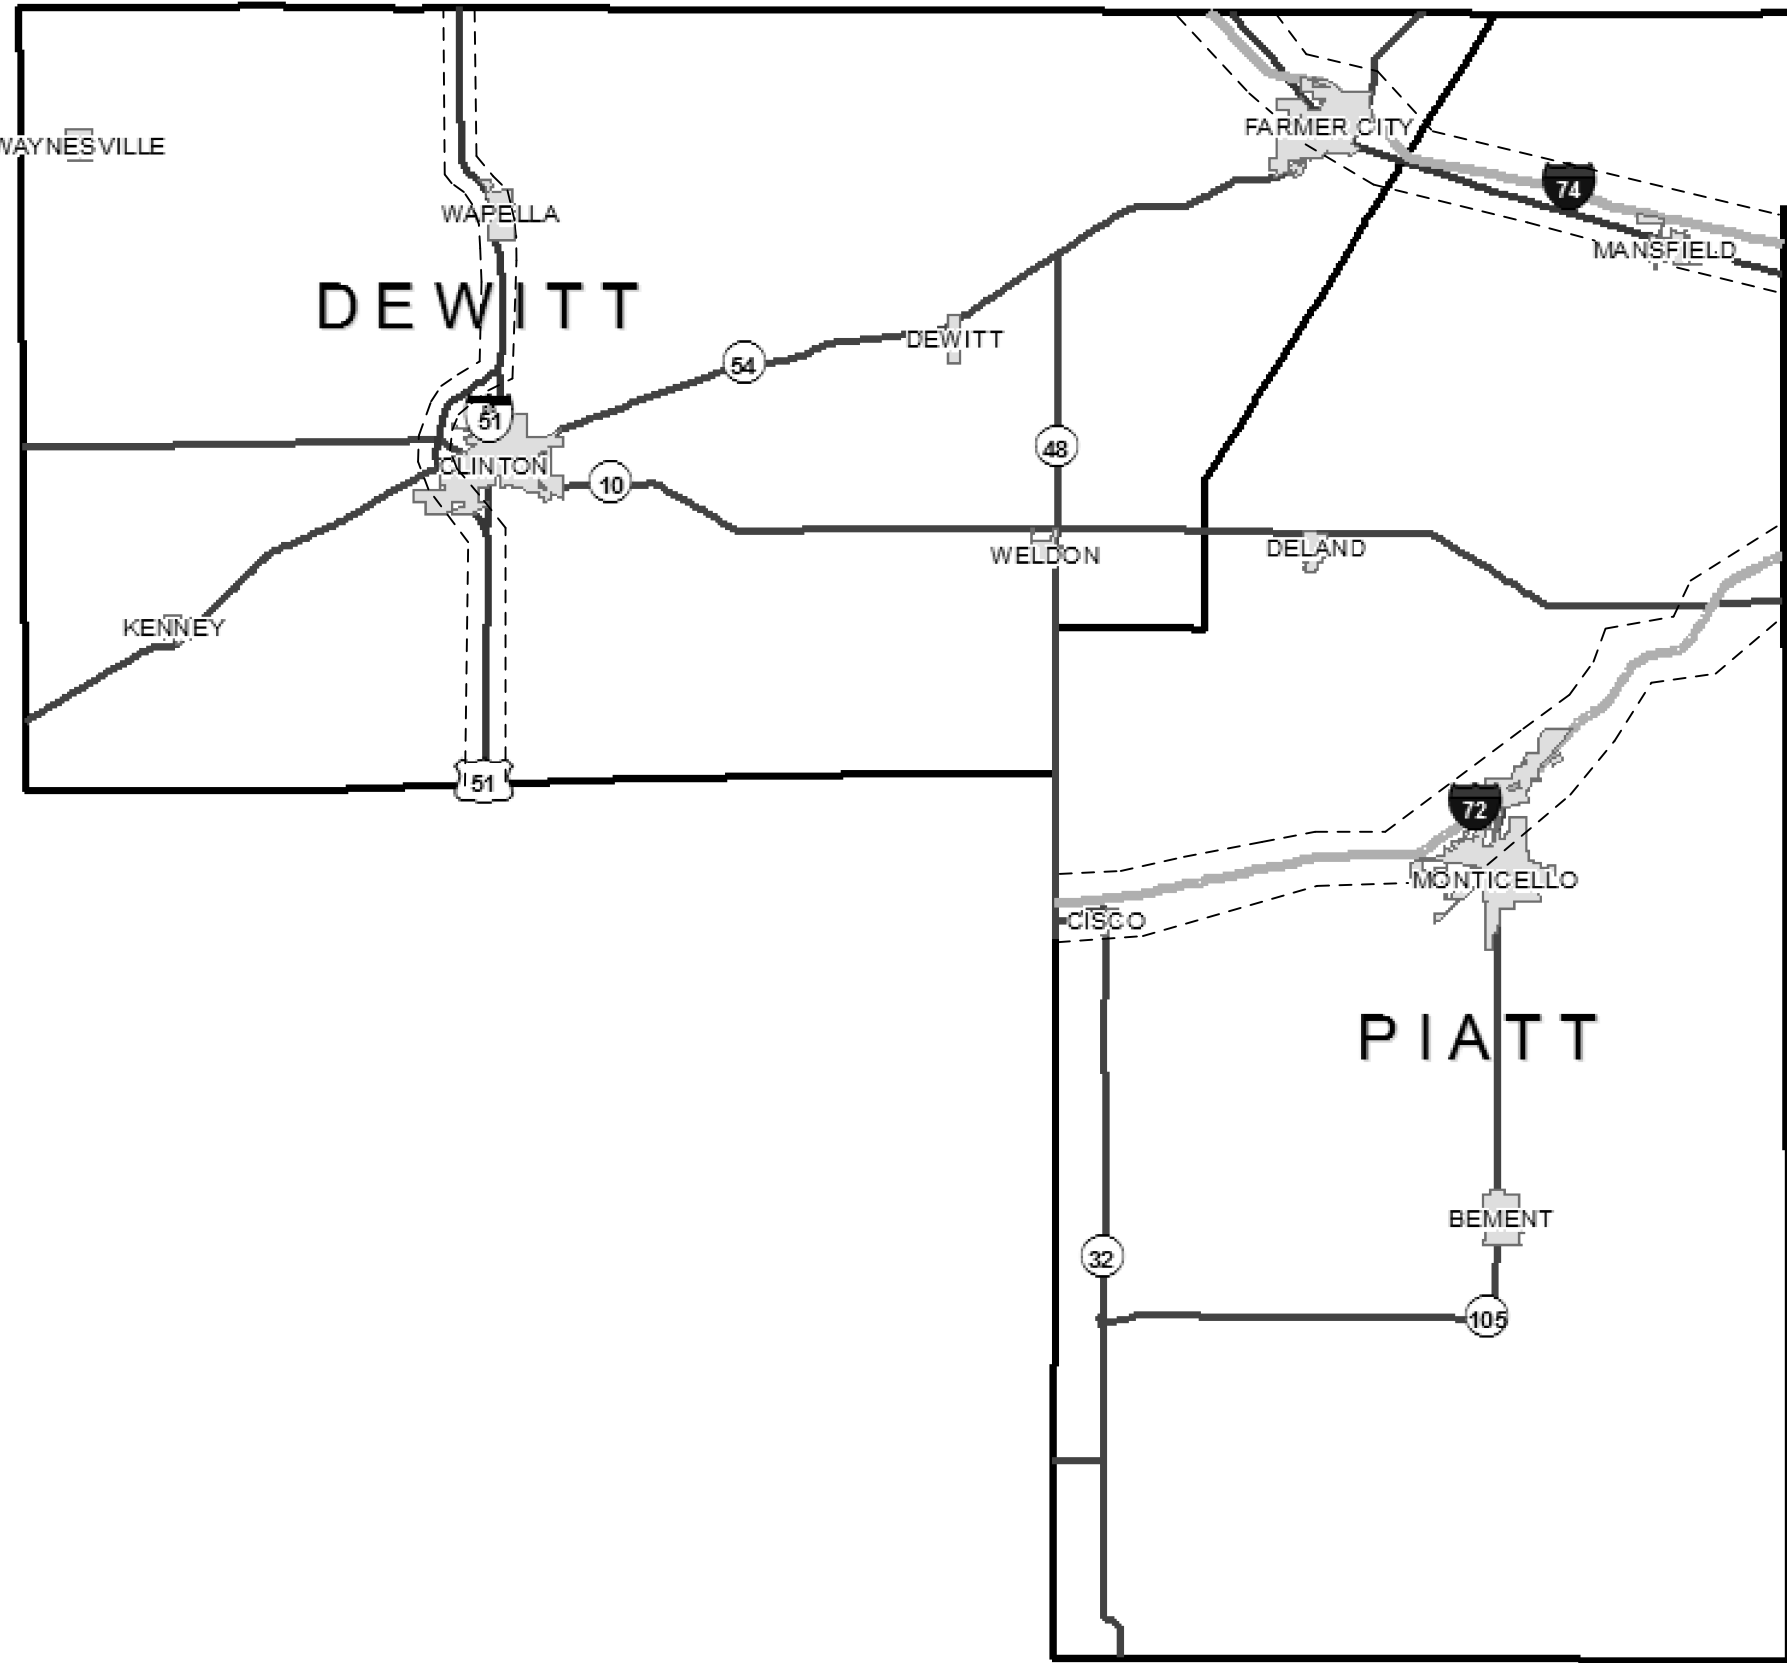 FARMER CITY
WAYNESVILLE
74
WAPELLA
MANSFIELD
DEWITT
DEWITT
54
51
48
CLINTON
10
WELDON
DELAND
KENNEY
51
72
MONTICELLO
CISCO
PIATT
BEMENT
32
105